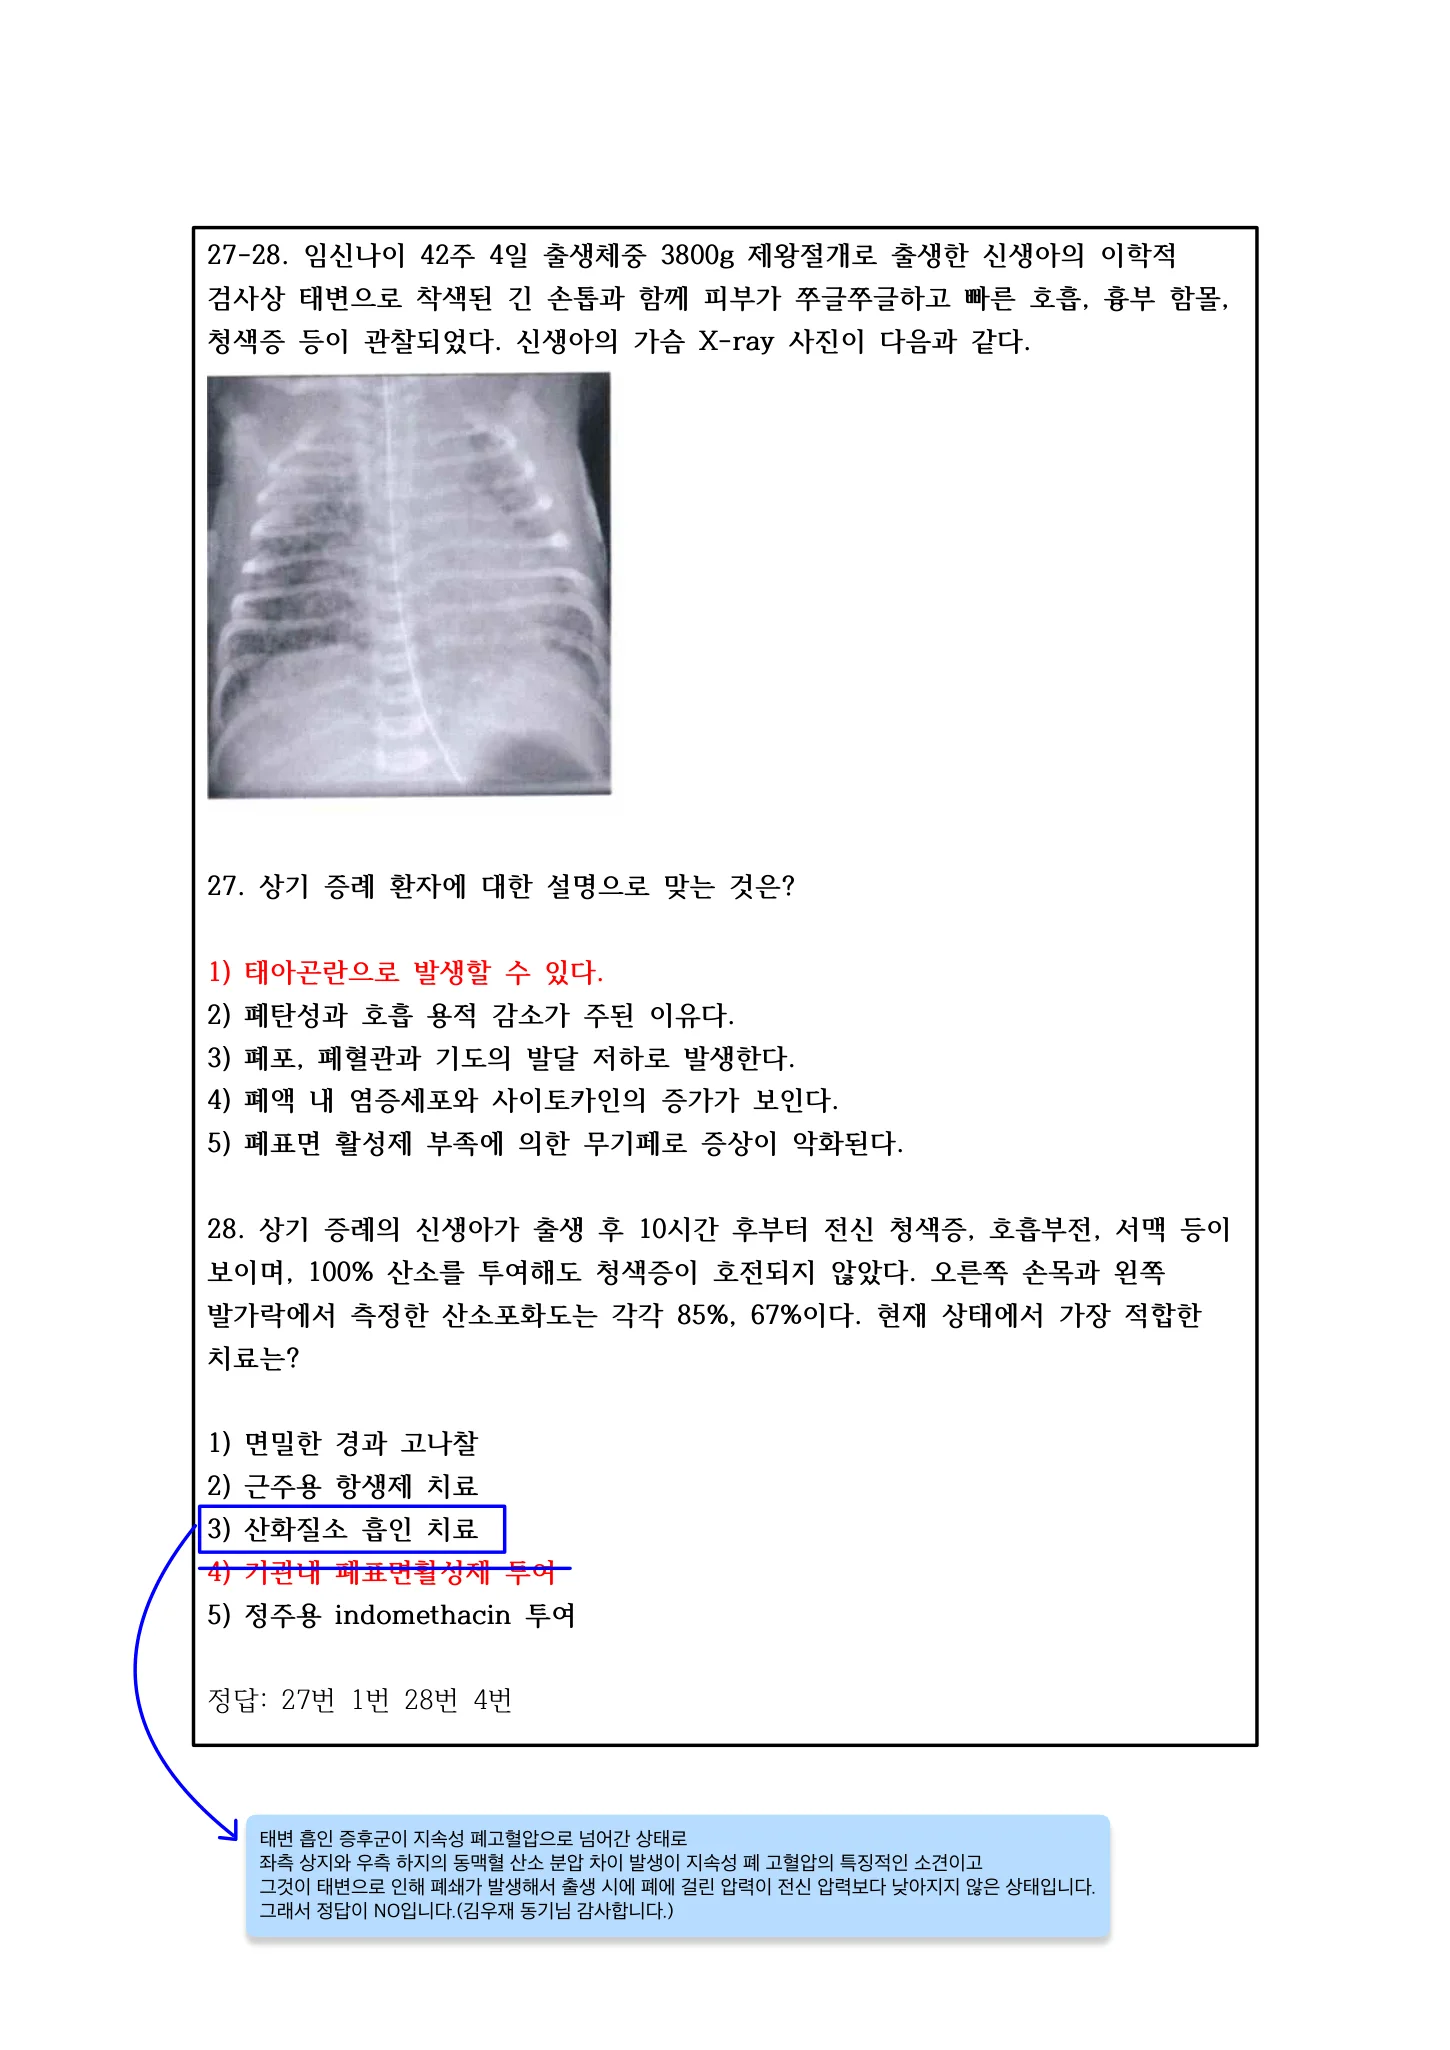 27-28. 임신나이 42주 4일 출생체중 3800g 제왕절개로 출생한 신생아의 이학적
검사상 태변으로 착색된 긴 손톱과 함께 피부가 쭈글쭈글하고 빠른 호흡, 흉부 함몰,
청색증 등이 관찰되었다. 신생아의 가슴 X-ray 사진이 다음과 같다.
27. 상기 증례 환자에 대한 설명으로 맞는 것은?
1) 태아곤란으로 발생할 수 있다.
2) 폐탄성과 호흡 용적 감소가 주된 이유다.
3) 폐포, 폐혈관과 기도의 발달 저하로 발생한다.
4) 폐액 내 염증세포와 사이토카인의 증가가 보인다.
5) 폐표면 활성제 부족에 의한 무기폐로 증상이 악화된다.
28. 상기 증례의 신생아가 출생 후 10시간 후부터 전신 청색증, 호흡부전, 서맥 등이
보이며, 100% 산소를 투여해도 청색증이 호전되지 않았다. 오른쪽 손목과 왼쪽
발가락에서 측정한 산소포화도는 각각 85%, 67%이다. 현재 상태에서 가장 적합한
치료는?
1) 면밀한 경과 고나찰
2) 근주용 항생제 치료
3) 산화질소 흡인 치료
4) 기관내 폐표면활성제 투여
5) 정주용 indomethacin 투여
정답: 27번 1번 28번 4번
태변 흡인 증후군이 지속성 폐고혈압으로 넘어간 상태로
좌측 상지와 우측 하지의 동맥혈 산소 분압 차이 발생이 지속성 폐 고혈압의 특징적인 소견이고
그것이 태변으로 인해 폐쇄가 발생해서 출생 시에 폐에 걸린 압력이 전신 압력보다 낮아지지 않은 상태입니다.
그래서 정답이 NO입니다.(김우재 동기님 감사합니다.)